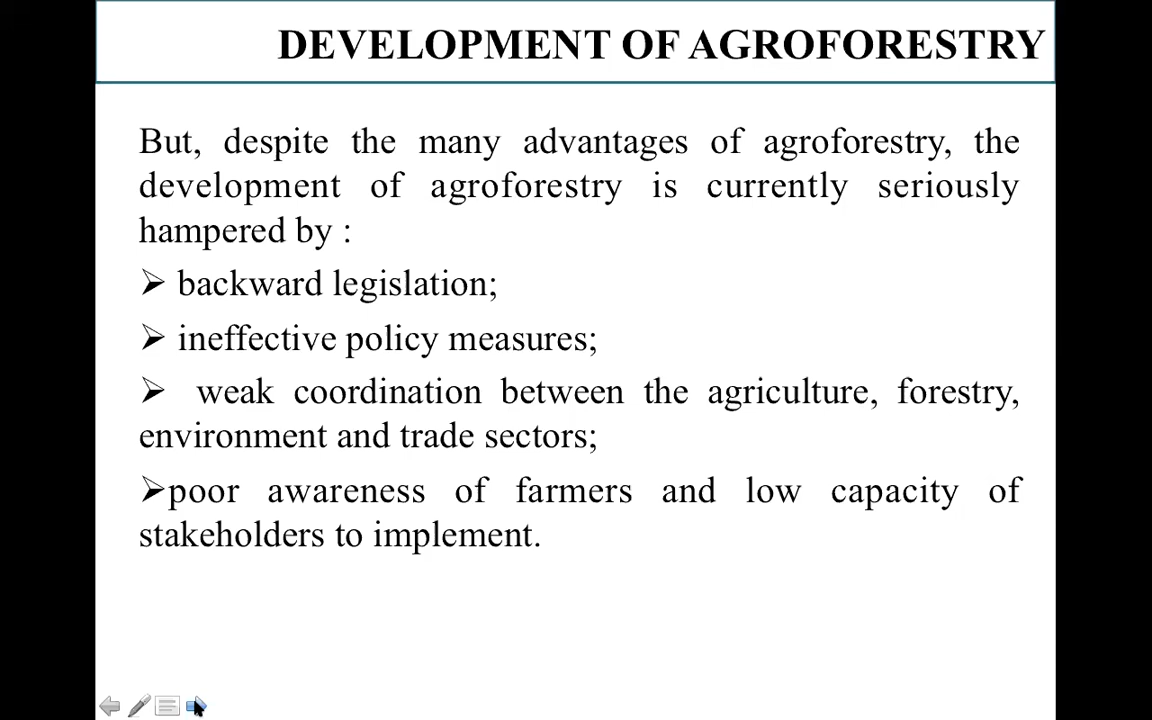 DEVELOPMENT OF AGROFORESTRY
But, despite the many advantages of agroforestry, the
development of agroforestry is currently seriously
hampered by :
➢ backward legislation;
➢ ineffective policy measures;
➢ weak coordination between the agriculture, forestry,
environment and trade sectors;
➢poor awareness of farmers and low capacity of
stakeholders to implement.